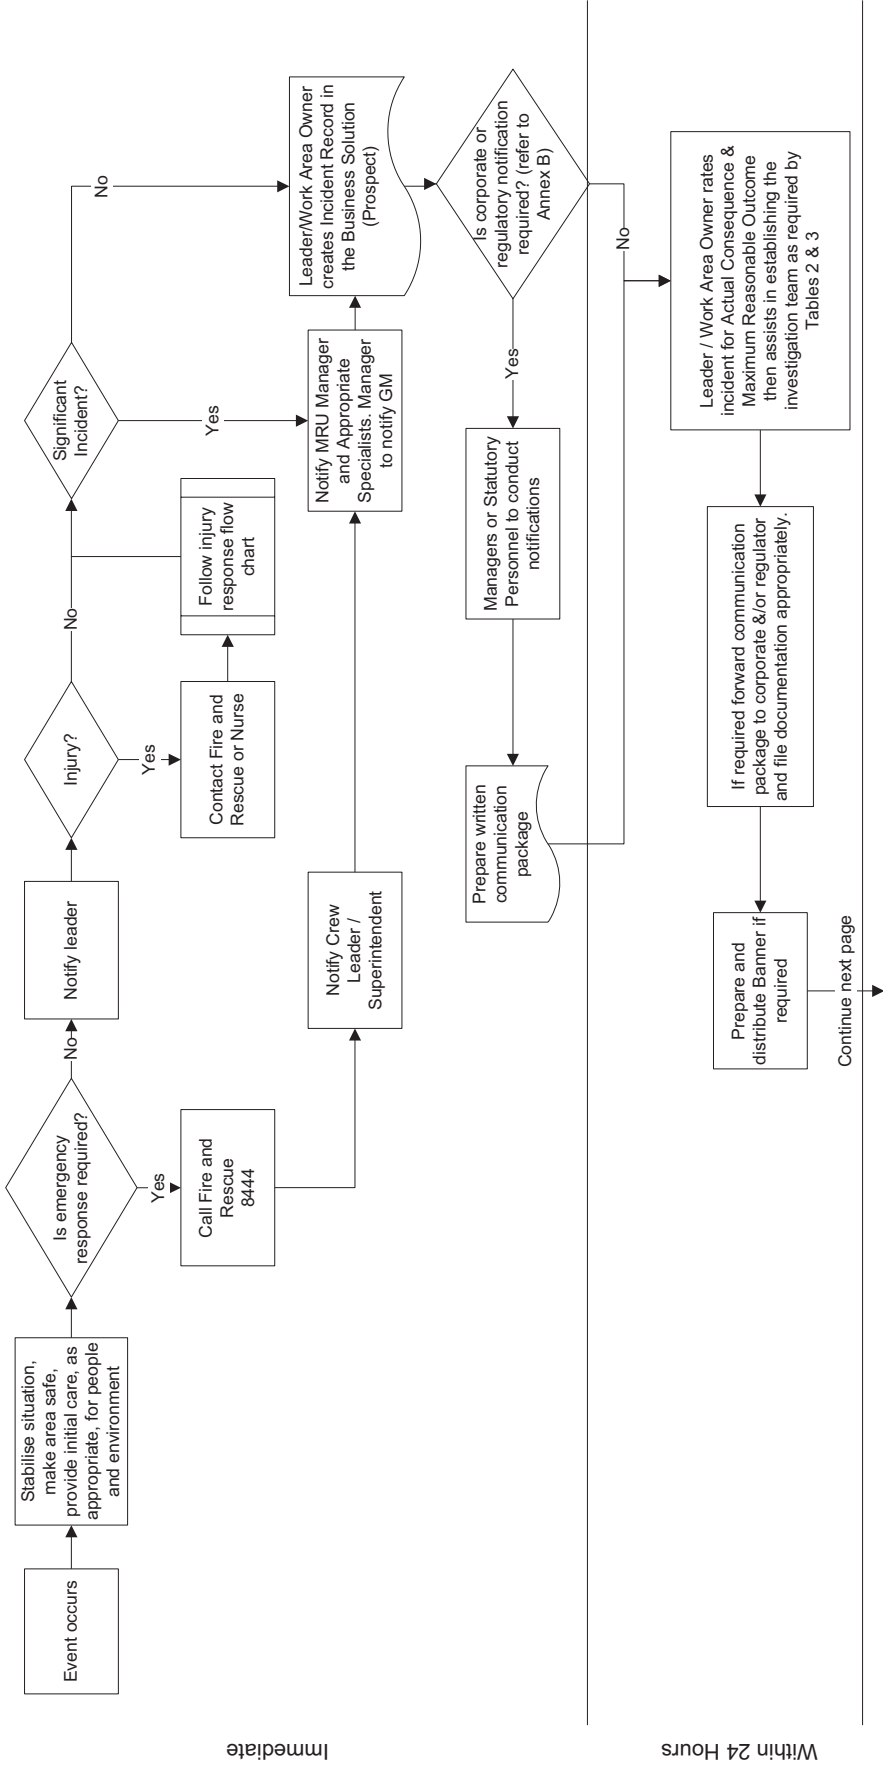 Immediate
Event occurs
Stabilise situation,
make area safe,
provide initial care, as
appropriate, for people
and environment
Is emergency
response required?
No
Yes
Call Fire and
Rescue
8444
Notify leader
Injury?
No
Yes
Contact Fire and
Rescue or Nurse
Follow injury
response flow
chart
Significant
Incident?
No
Yes
Notify Crew
Leader /
Superintendent
Notify MRU Manager
and Appropriate
Specialists. Manager
to notify GM
Leader/Work Area Owner
creates Incident Record in
the Business Solution
(Prospect)
Is corporate or
regulatory notification
required? (refer to
Annex B)
Yes
No
Managers or Statutory
Personnel to conduct
notifications
Prepare written
communication
package
Within 24 Hours
Leader / Work Area Owner rates
incident for Actual Consequence &
Maximum Reasonable Outcome
then assists in establishing the
investigation team as required by
Tables 2 & 3
If required forward communication
package to corporate &/or regulator
and file documentation appropriately.
Prepare and
distribute Banner if
required
Continue next page